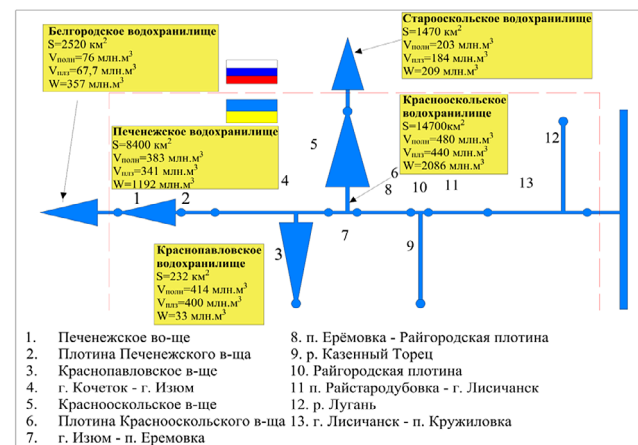 Белгородское водохранилище
S=2520 км²
Vполн=76 млн.м³
Vплз=67,7 млн.м³
W=357 млн.м³
Старооскольское водохранилище
S=1470 км²
Vполн=203 млн.м³
Vплз=184 млн.м³
W=209 млн.м³
Печенежское водохранилище
S=8400 км²
Vполн=383 млн.м³
Vплз=341 млн.м³
W=1192 млн.м³
Краснооскольское
водохранилище
S=14700км²
Vполн=480 млн.м³
Vплз=440 млн.м³
W=2086 млн.м³
5
12
4
6
8
10
11
13
1
2
7
3
9
Краснопавловское
водохранилище
S=232 км²
Vполн=414 млн.м³
Vплз=400 млн.м³
W=33 млн.м³
1. Печенежское во-ще
2. Плотина Печенежского в-ща
3. Краснопавловское в-ще
4. г. Кочеток - г. Изюм
5. Краснооскольское в-ще
6. Плотина Краснооскольского в-ща
7. г. Изюм - п. Еремовка
8. п. Ерёмовка - Райгородская плотина
9. р. Казенный Торец
10. Райгородская плотина
11 п. Райстародубовка - г. Лисичанск
12. р. Лугань
13. г. Лисичанск - п. Кружиловка